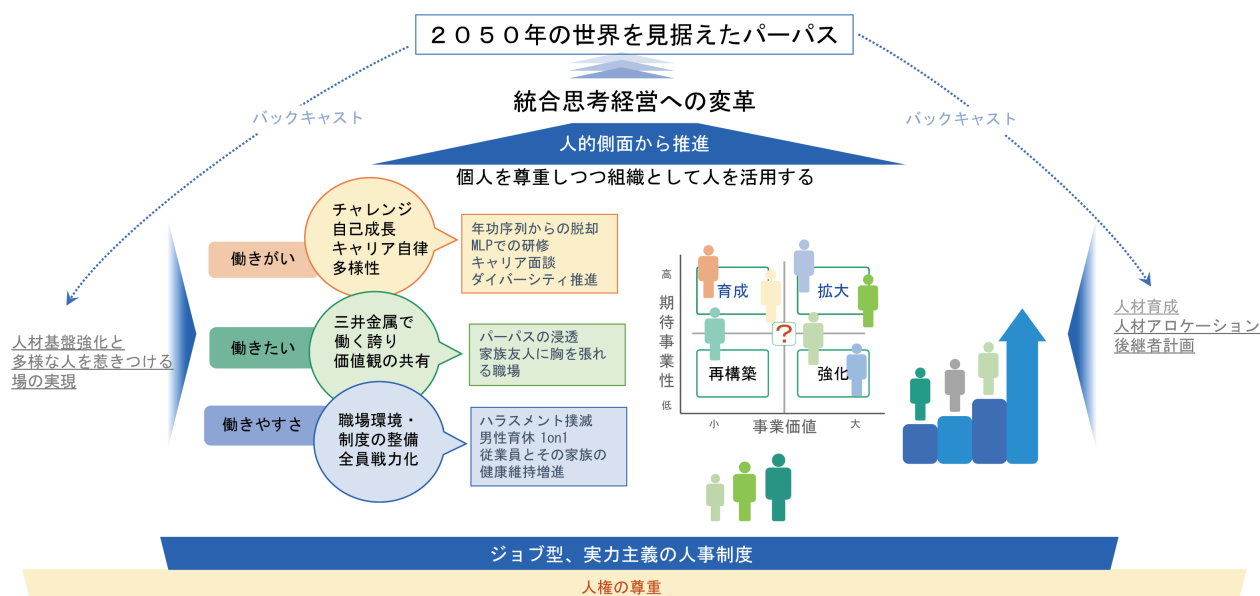 2050年の世界を見据えたパーパス
バックキャスト
バックキャスト
統合思考経営への変革
人的側面から推進
個人を尊重しつつ組織として人を活用する
働きがい
チャレンジ
自己成長
キャリア自律
多様性
年功序列からの脱却
MLPでの研修
キャリア面談
ダイバーシティ推進
働きたい
三井金属で
働く誇り
価値観の共有
パーパスの浸透
家族友人に胸を張れ
る職場
働きやすさ
職場環境・
制度の整備
全員戦力化
ハラスメント撲滅
男性育休 1on1
従業員とその家族の
健康維持増進
人材基盤強化と
多様な人を惹きつける
場の実現
高
期待事業性
低
育成
拡大
?
再構築
強化
小
事業価値
大
人材育成
人材アロケーション
後継者計画
ジョブ型、実力主義の人事制度
人権の尊重